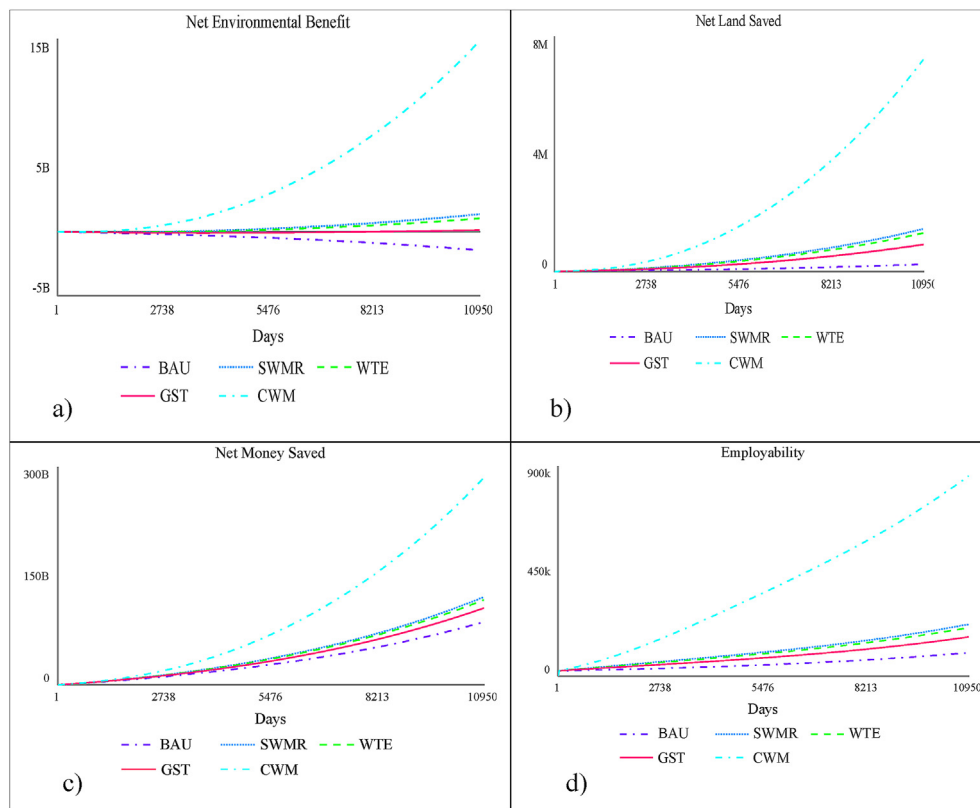 Net Environmental Benefit
15B
5B
-5B
1 2738 5476 8213 10950
Days
BAU SWMR WTE
GST CWM
a)
Net Land Saved
8M
4M
0
1 2738 5476 8213 10950
Days
BAU SWMR WTE
GST CWM
b)
Net Money Saved
300B
150B
0
1 2738 5476 8213 10950
Days
BAU SWMR WTE
GST CWM
c)
Employability
900k
450k
0
1 2738 5476 8213 10950
Days
BAU SWMR WTE
GST CWM
d)